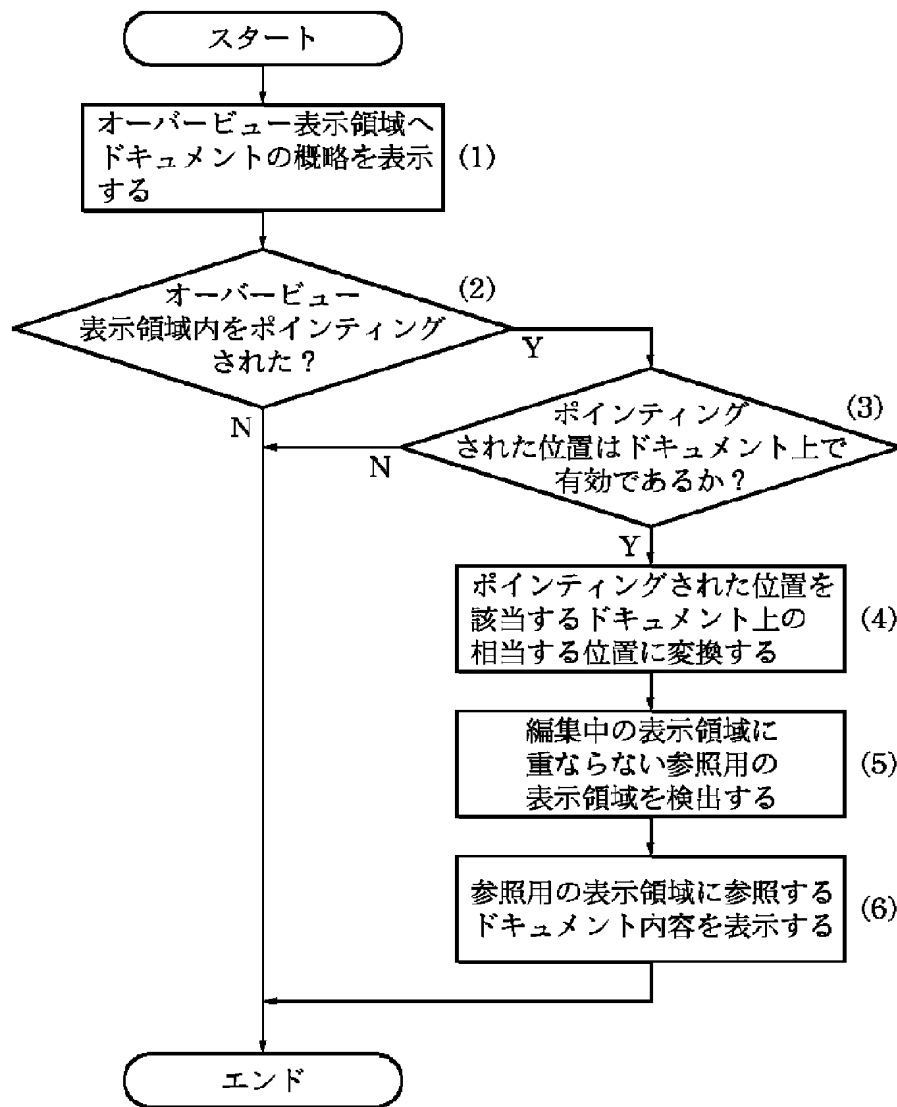 スタート
オーバービュー表示領域へ
ドキュメントの概略を表示
する
(1)
オーバービュー
表示領域内をポインティング
された？
(2)
Y
N
ポインティング
された位置はドキュメント上で
有効であるか？
(3)
N
Y
ポインティングされた位置を
該当するドキュメント上の
相当する位置に変換する
(4)
編集中の表示領域に
重ならない参照用の
表示領域を検出する
(5)
参照用の表示領域に参照する
ドキュメント内容を表示する
(6)
エンド